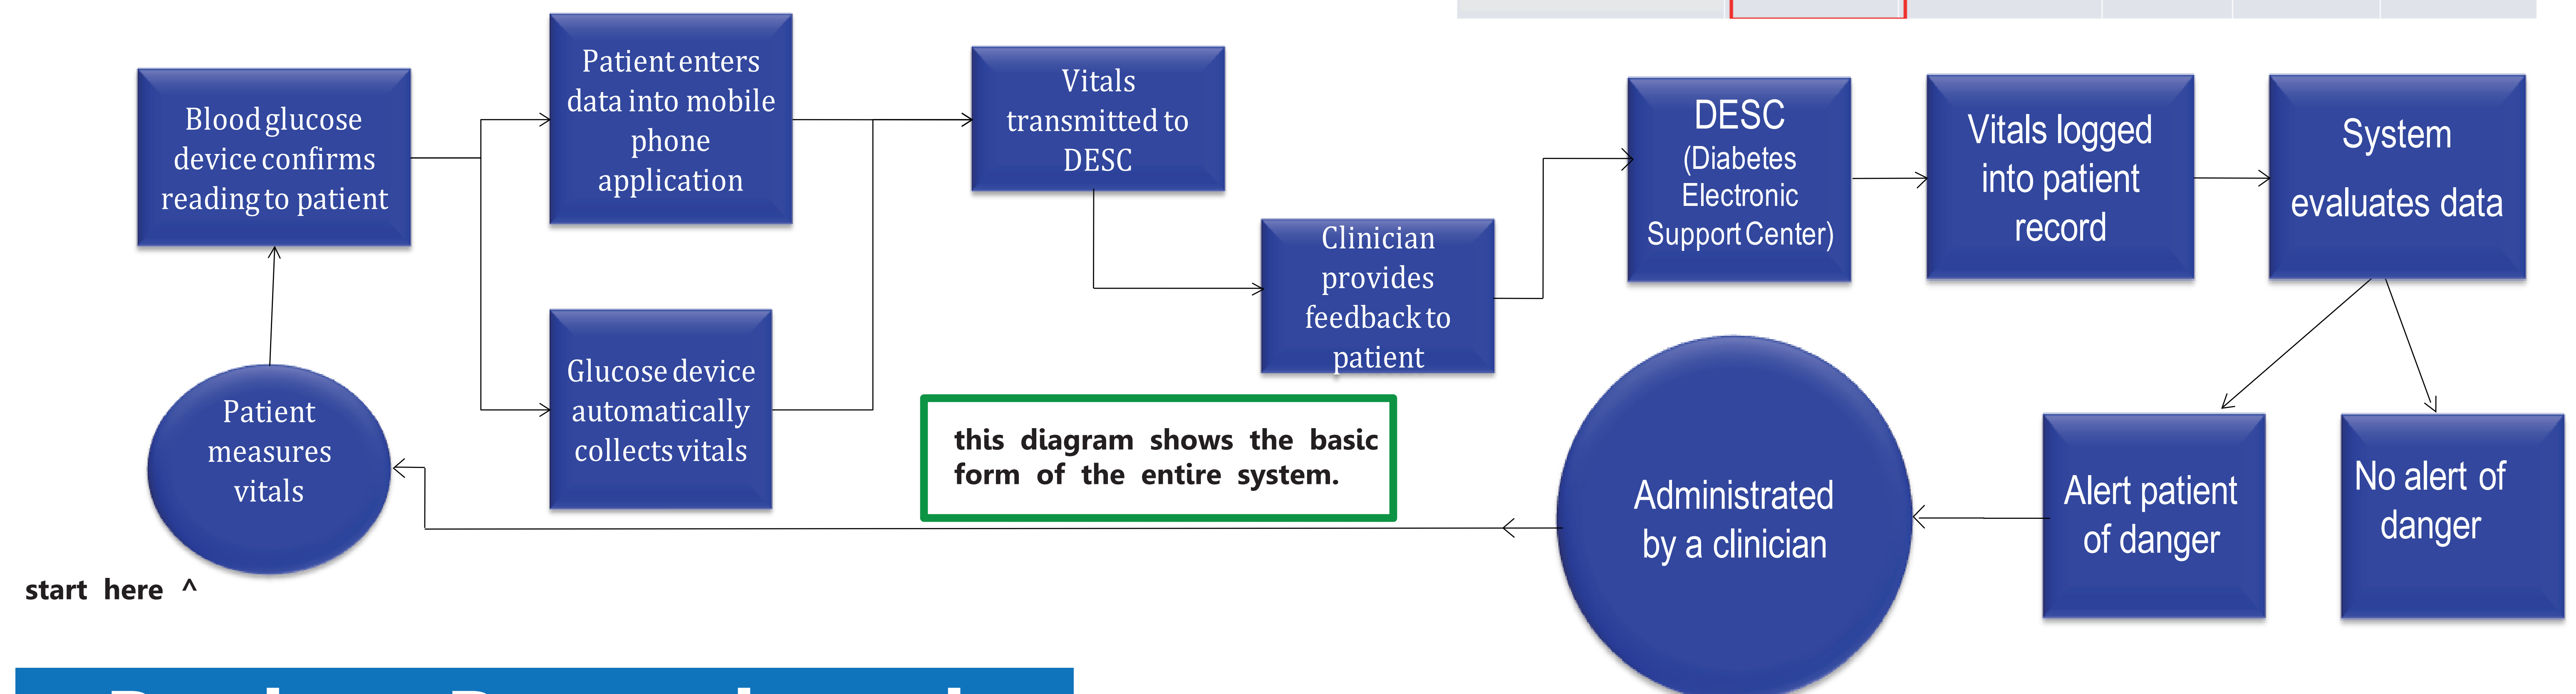 Blood glucose
device confirms
reading to patient
Patient enters
data into mobile
phone
application
Vitals
transmitted to
DESC
DESC
(Diabetes
Electronic
Support Center)
Vitals logged
into patient
record
System
evaluates data
Clinician
provides
feedback to
patient
Glucose device
automatically
collects vitals
Patient
measures
vitals
this diagram shows the basic
form of the entire system.
Administrated
by a clinician
Alert patient
of danger
No alert of
danger
start here ^